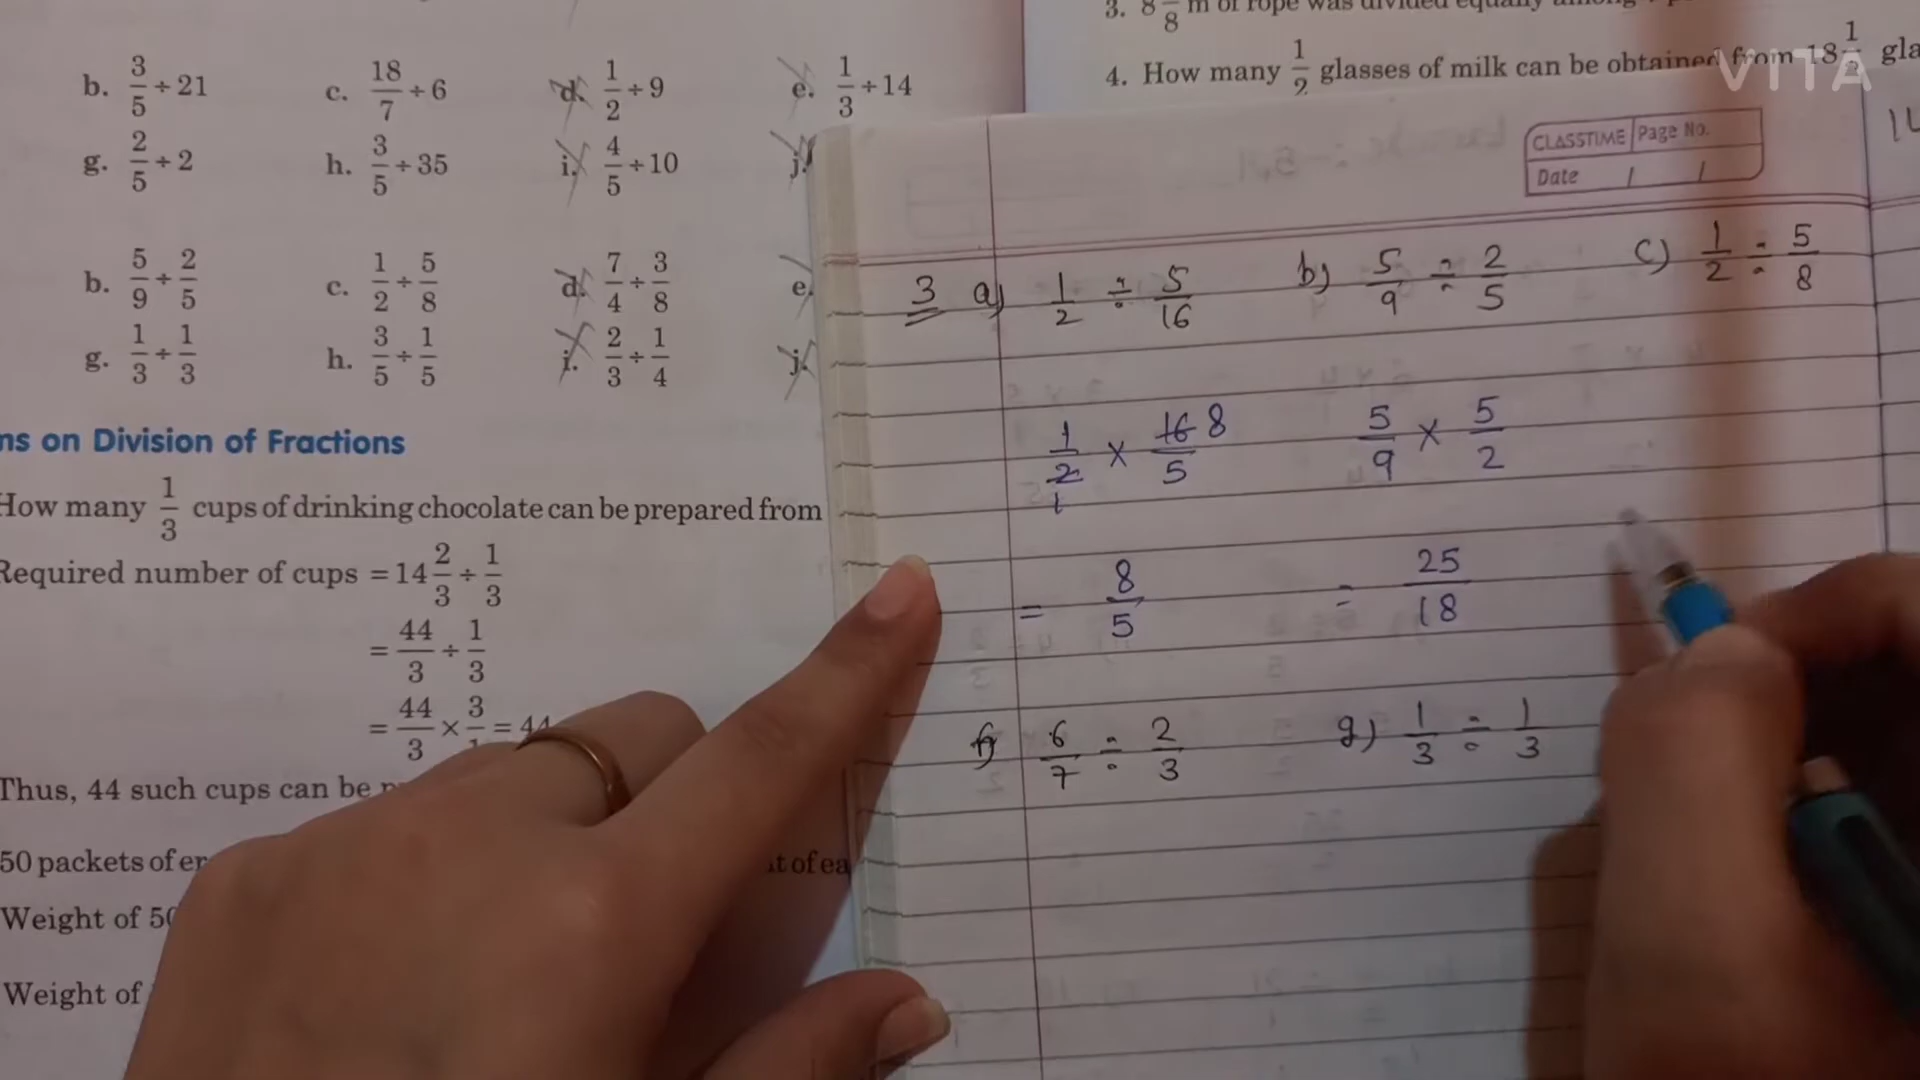 b. 3/5 ÷ 21 c. 18/7 ÷ 6 d. 1/2 ÷ 9 e. 1/3 ÷ 14
g. 2/5 ÷ 2 h. 3/5 ÷ 35 i. 4/5 ÷ 10 j.
b. 5/9 ÷ 2/5 c. 1/2 ÷ 5/8 d. 7/4 ÷ 3/8 e.
g. 1/3 ÷ 1/3 h. 3/5 ÷ 1/5 i. 2/3 ÷ 1/4 j.
ns on Division of Fractions
How many 1/3 cups of drinking chocolate can be prepared from
Required number of cups = 14 2/3 ÷ 1/3
= 44/3 ÷ 1/3
= 44/3 × 3/1 = 44
Thus, 44 such cups can be
50 packets of
Weight of
Weight of
3. 8 m of rope was divided equally
4. How many 1/2 glasses of milk can be obtained from 18 1/2
VITA
CLASSTIME Page No.
Date / /
3 a) 1/2 ÷ 5/16 b) 5/9 ÷ 2/5 c) 1/2 ÷ 5/8
1/2 × 16/5 8 5/9 × 5/2
1
= 8/5 = 25/18
f) 6/7 ÷ 2/3 g) 1/3 ÷ 1/3